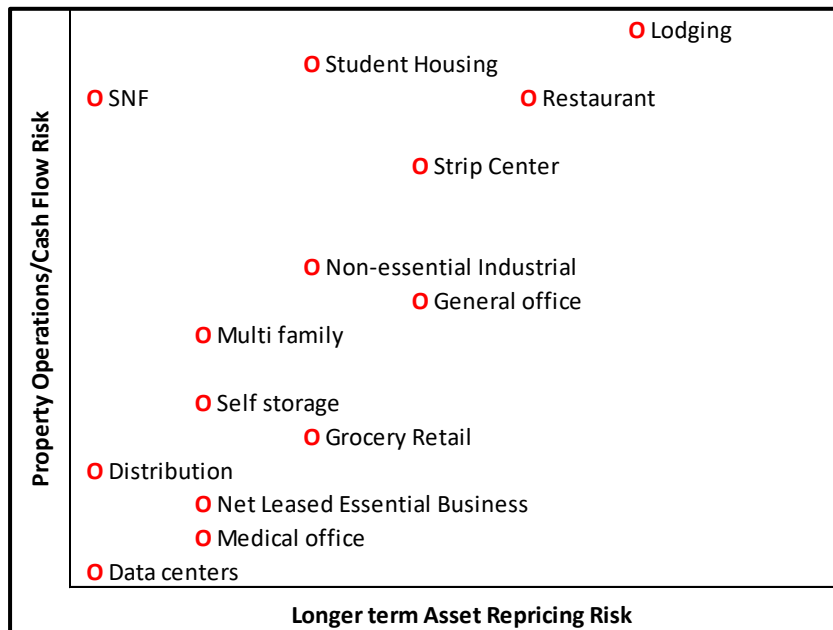 Property Operations/Cash Flow Risk
O Lodging
O Student Housing
O SNF
O Restaurant
O Strip Center
O Non-essential Industrial
O General office
O Multi family
O Self storage
O Grocery Retail
O Distribution
O Net Leased Essential Business
O Medical office
O Data centers
Longer term Asset Repricing Risk